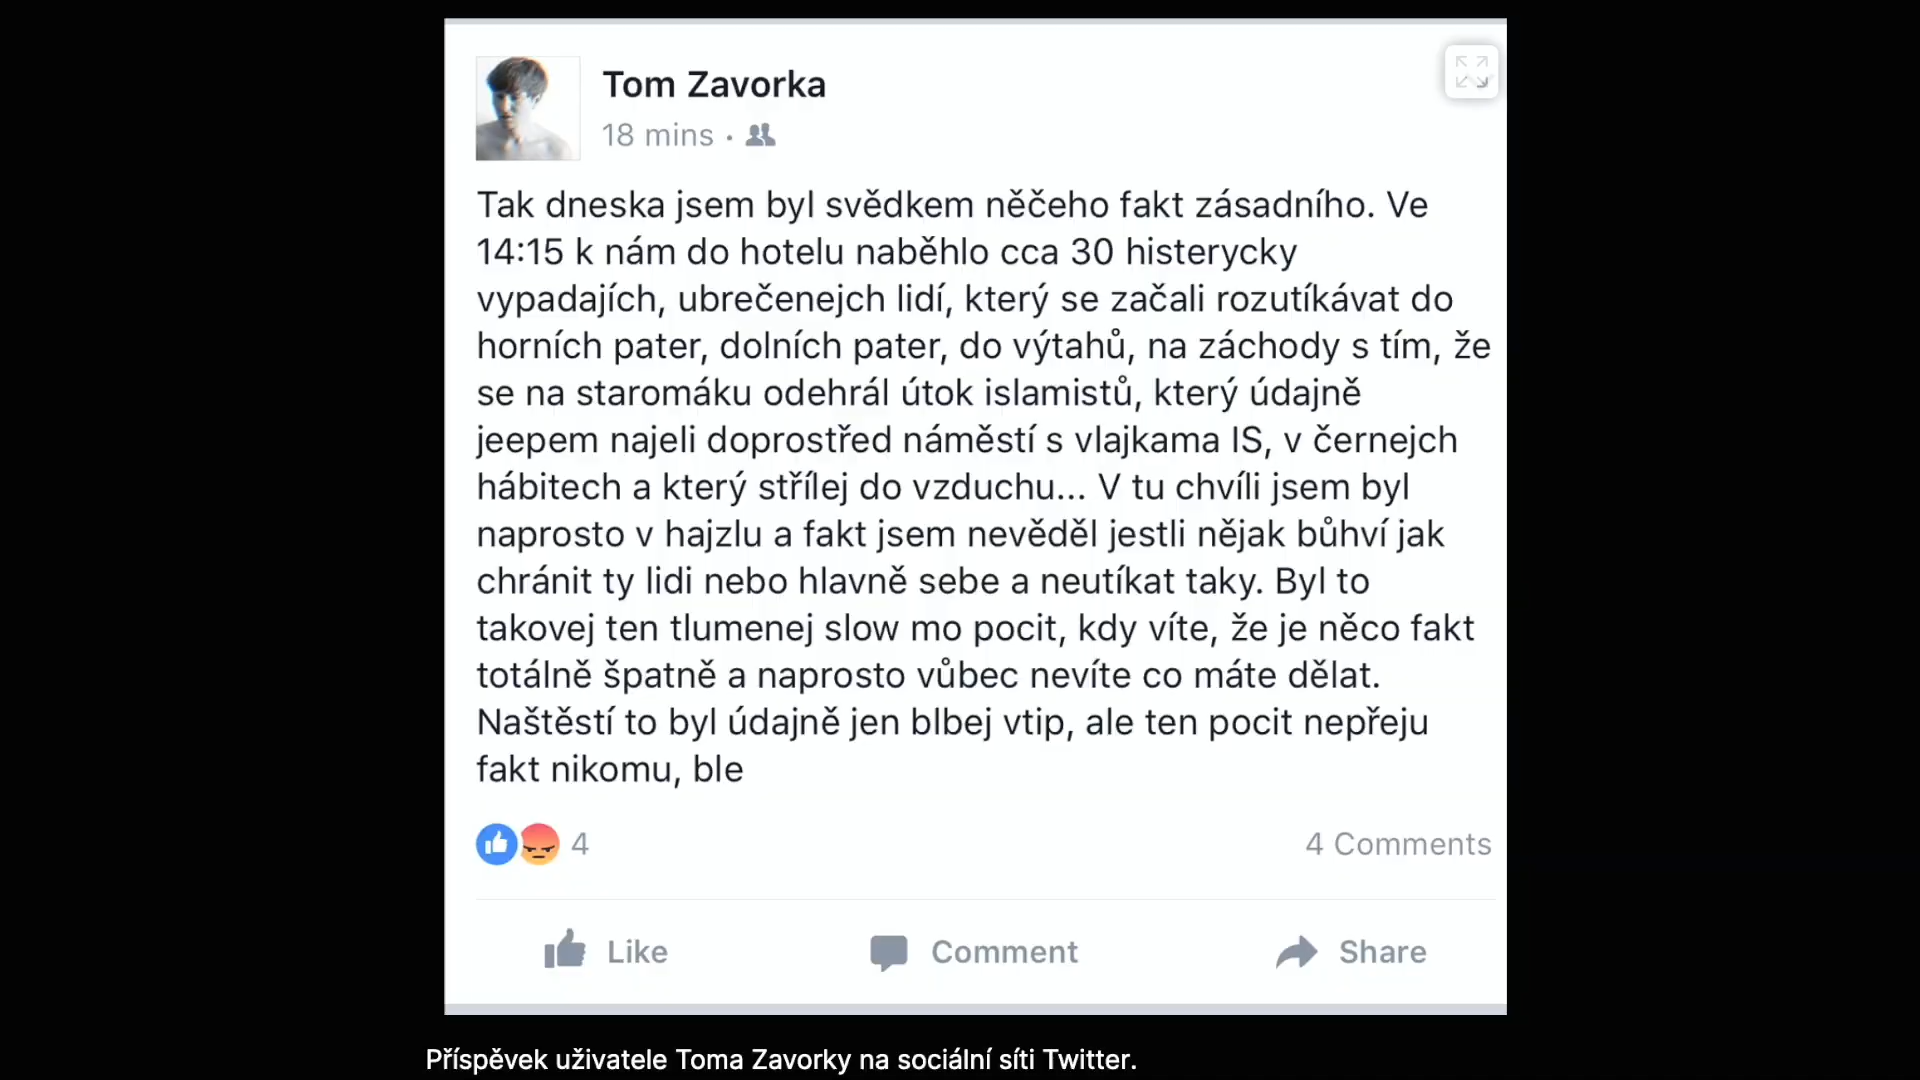 Tom Zavorka
18 mins ·
Tak dneska jsem byl svědkem něčeho fakt zásadního. Ve
14:15 k nám do hotelu naběhlo cca 30 histerycky
vypadajích, ubrečenejch lidí, který se začali rozutíkávat do
horních pater, dolních pater, do výtahů, na záchody s tím, že
se na staromáku odehrál útok islamistů, který údajně
jeepem najeli doprostřed náměstí s vlajkama IS, v černejch
hábitech a který střílej do vzduchu... V tu chvíli jsem byl
naprosto v hajzlu a fakt jsem nevěděl jestli nějak bůhví jak
chránit ty lidi nebo hlavně sebe a neutíkat taky. Byl to
takovej ten tlumenej slow mo pocit, kdy víte, že je něco fakt
totálně špatně a naprosto vůbec nevíte co máte dělat.
Naštěstí to byl údajně jen blbej vtip, ale ten pocit nepřeju
fakt nikomu, ble
4 4 Comments
Like Comment Share
Příspěvek uživatele Toma Zavorky na sociální síti Twitter.